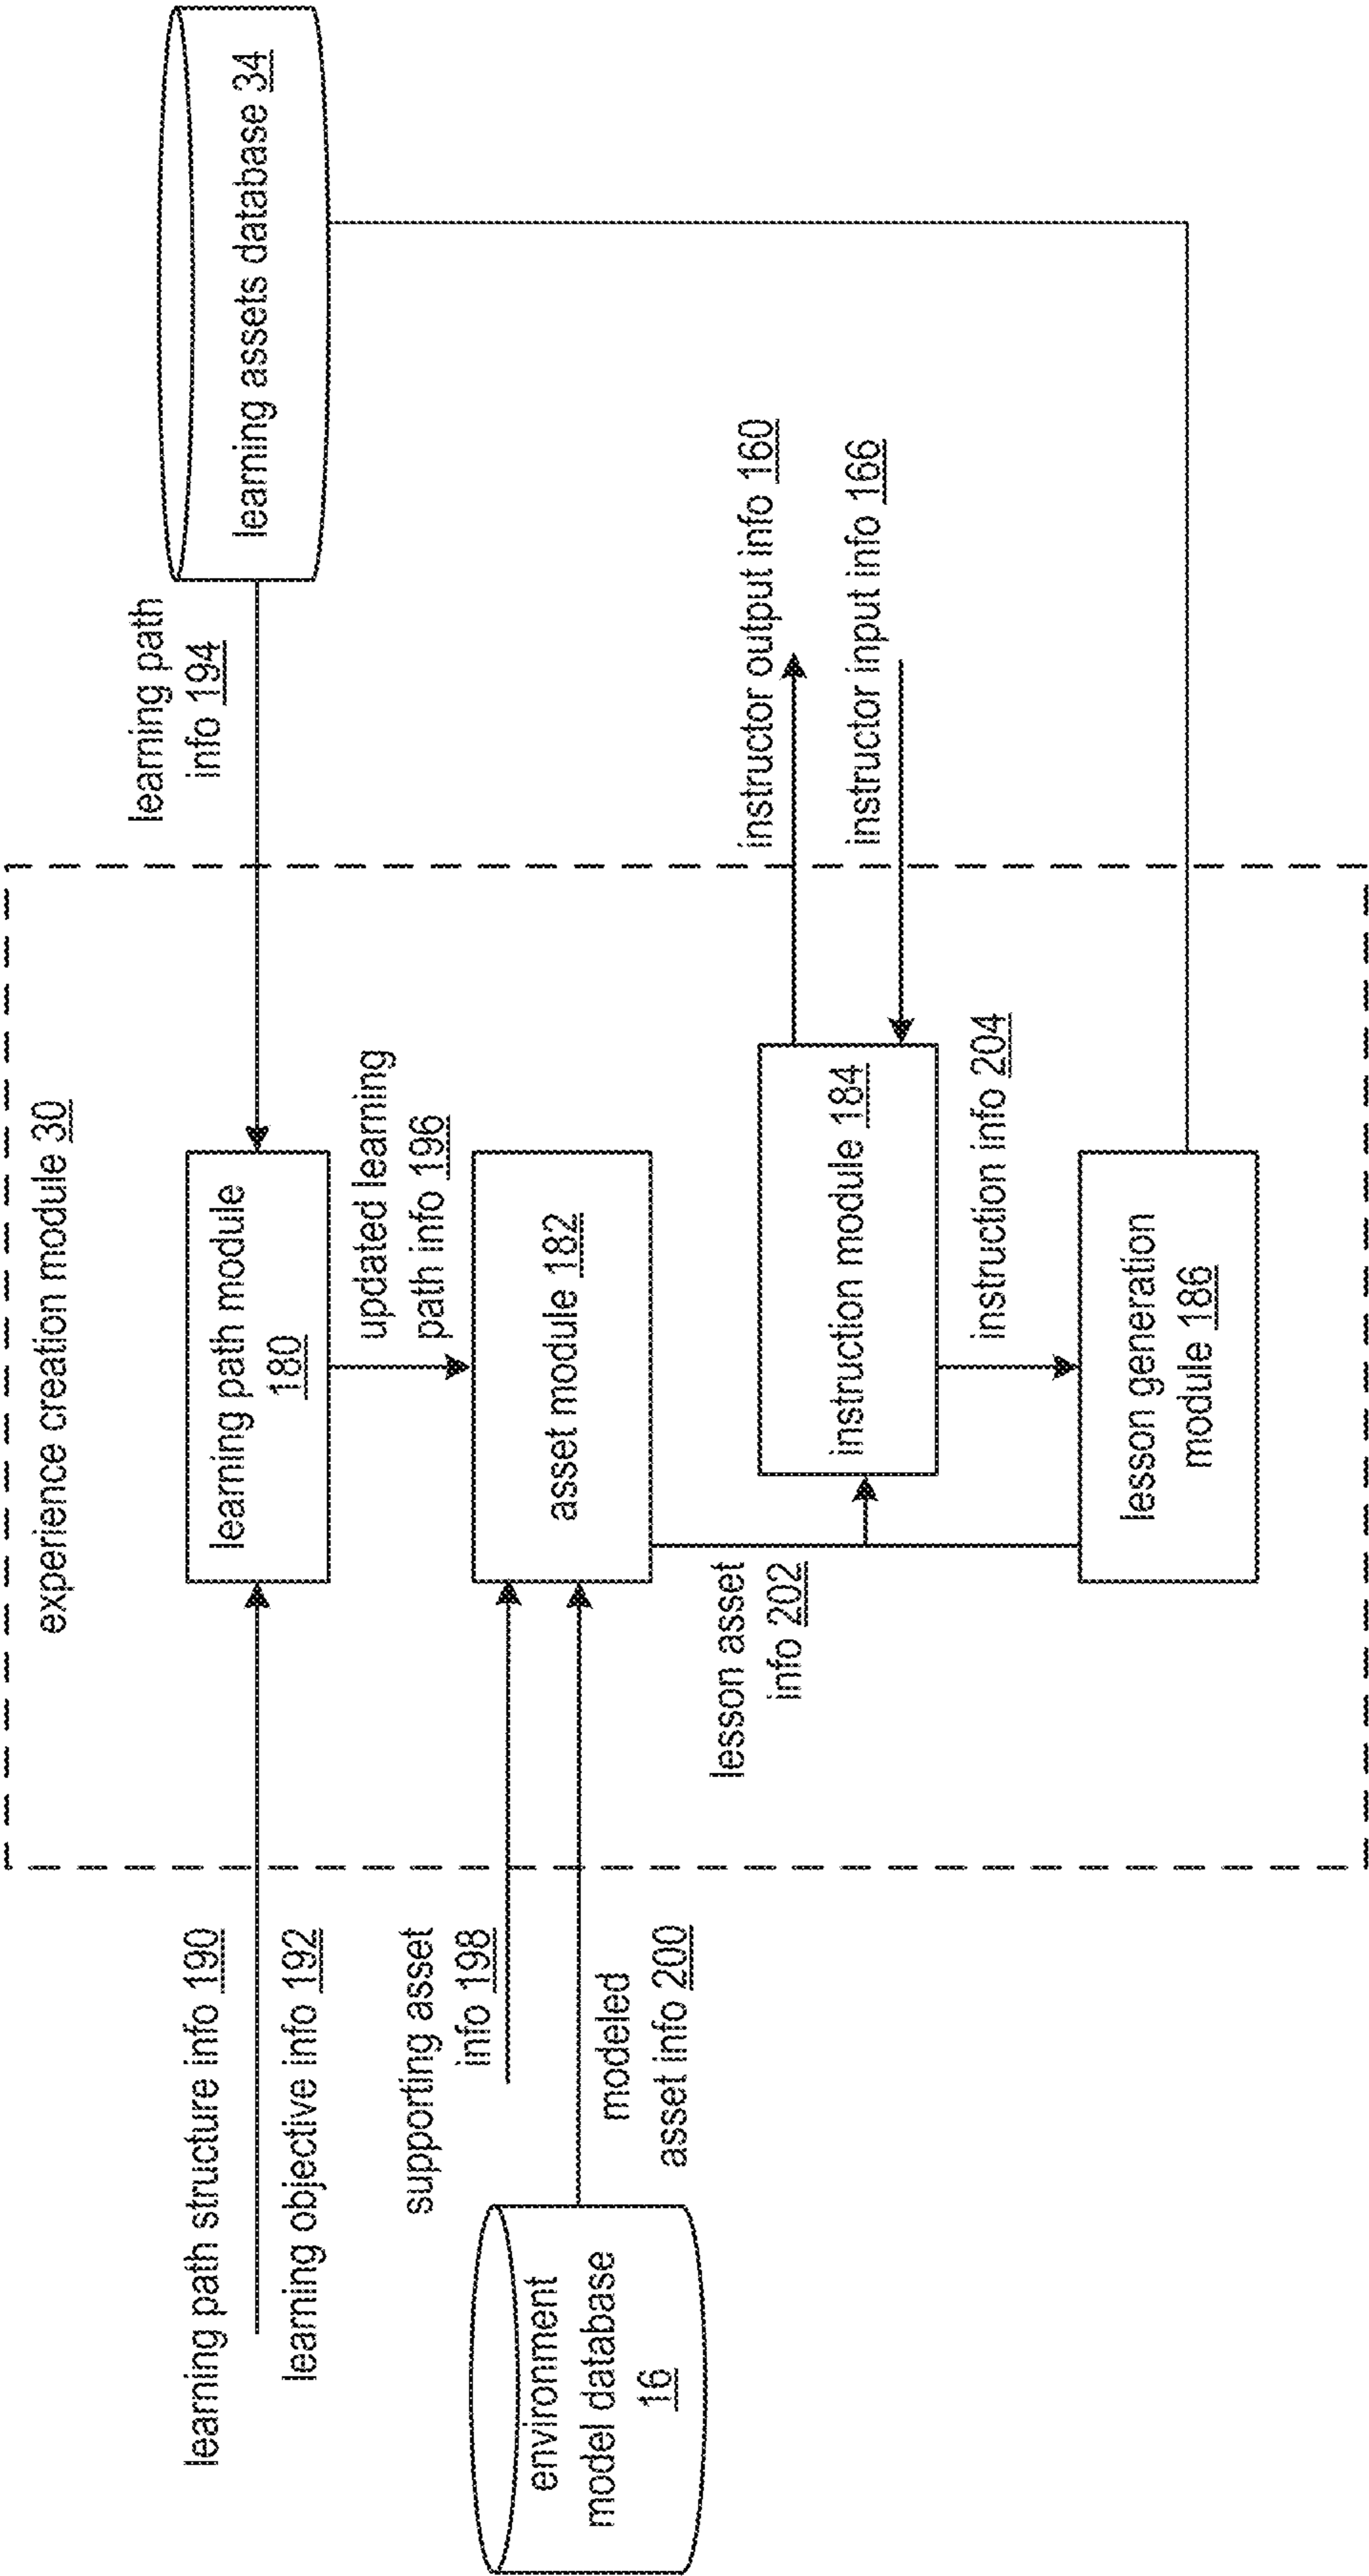 experience creation module 30
learning path structure info 190
learning objective info 192
learning path module
180
learning path
info 194
learning assets database 34
updated learning
path info 196
supporting asset
info 198
environment
model database
16
modeled
asset info 200
asset module 182
lesson asset
info 202
instruction module 184
instructor output info 160
instructor input info 166
instruction info 204
lesson generation
module 186